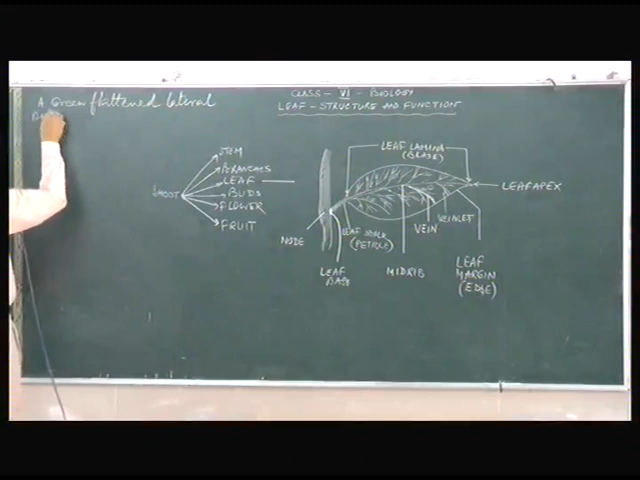 CLASS - VI - BIOLOGY
LEAF - STRUCTURE AND FUNCTION
A Green flattened lateral
SHOOT
STEM
BRANCHES
LEAF
BUDS
FLOWER
FRUIT
LEAF LAMINA
(BLADE)
LEAF APEX
NODE
LEAF STALK
(PETIOLE)
LEAF
BASE
MIDRIB
VEIN
VEINLET
LEAF
MARGIN
(EDGE)